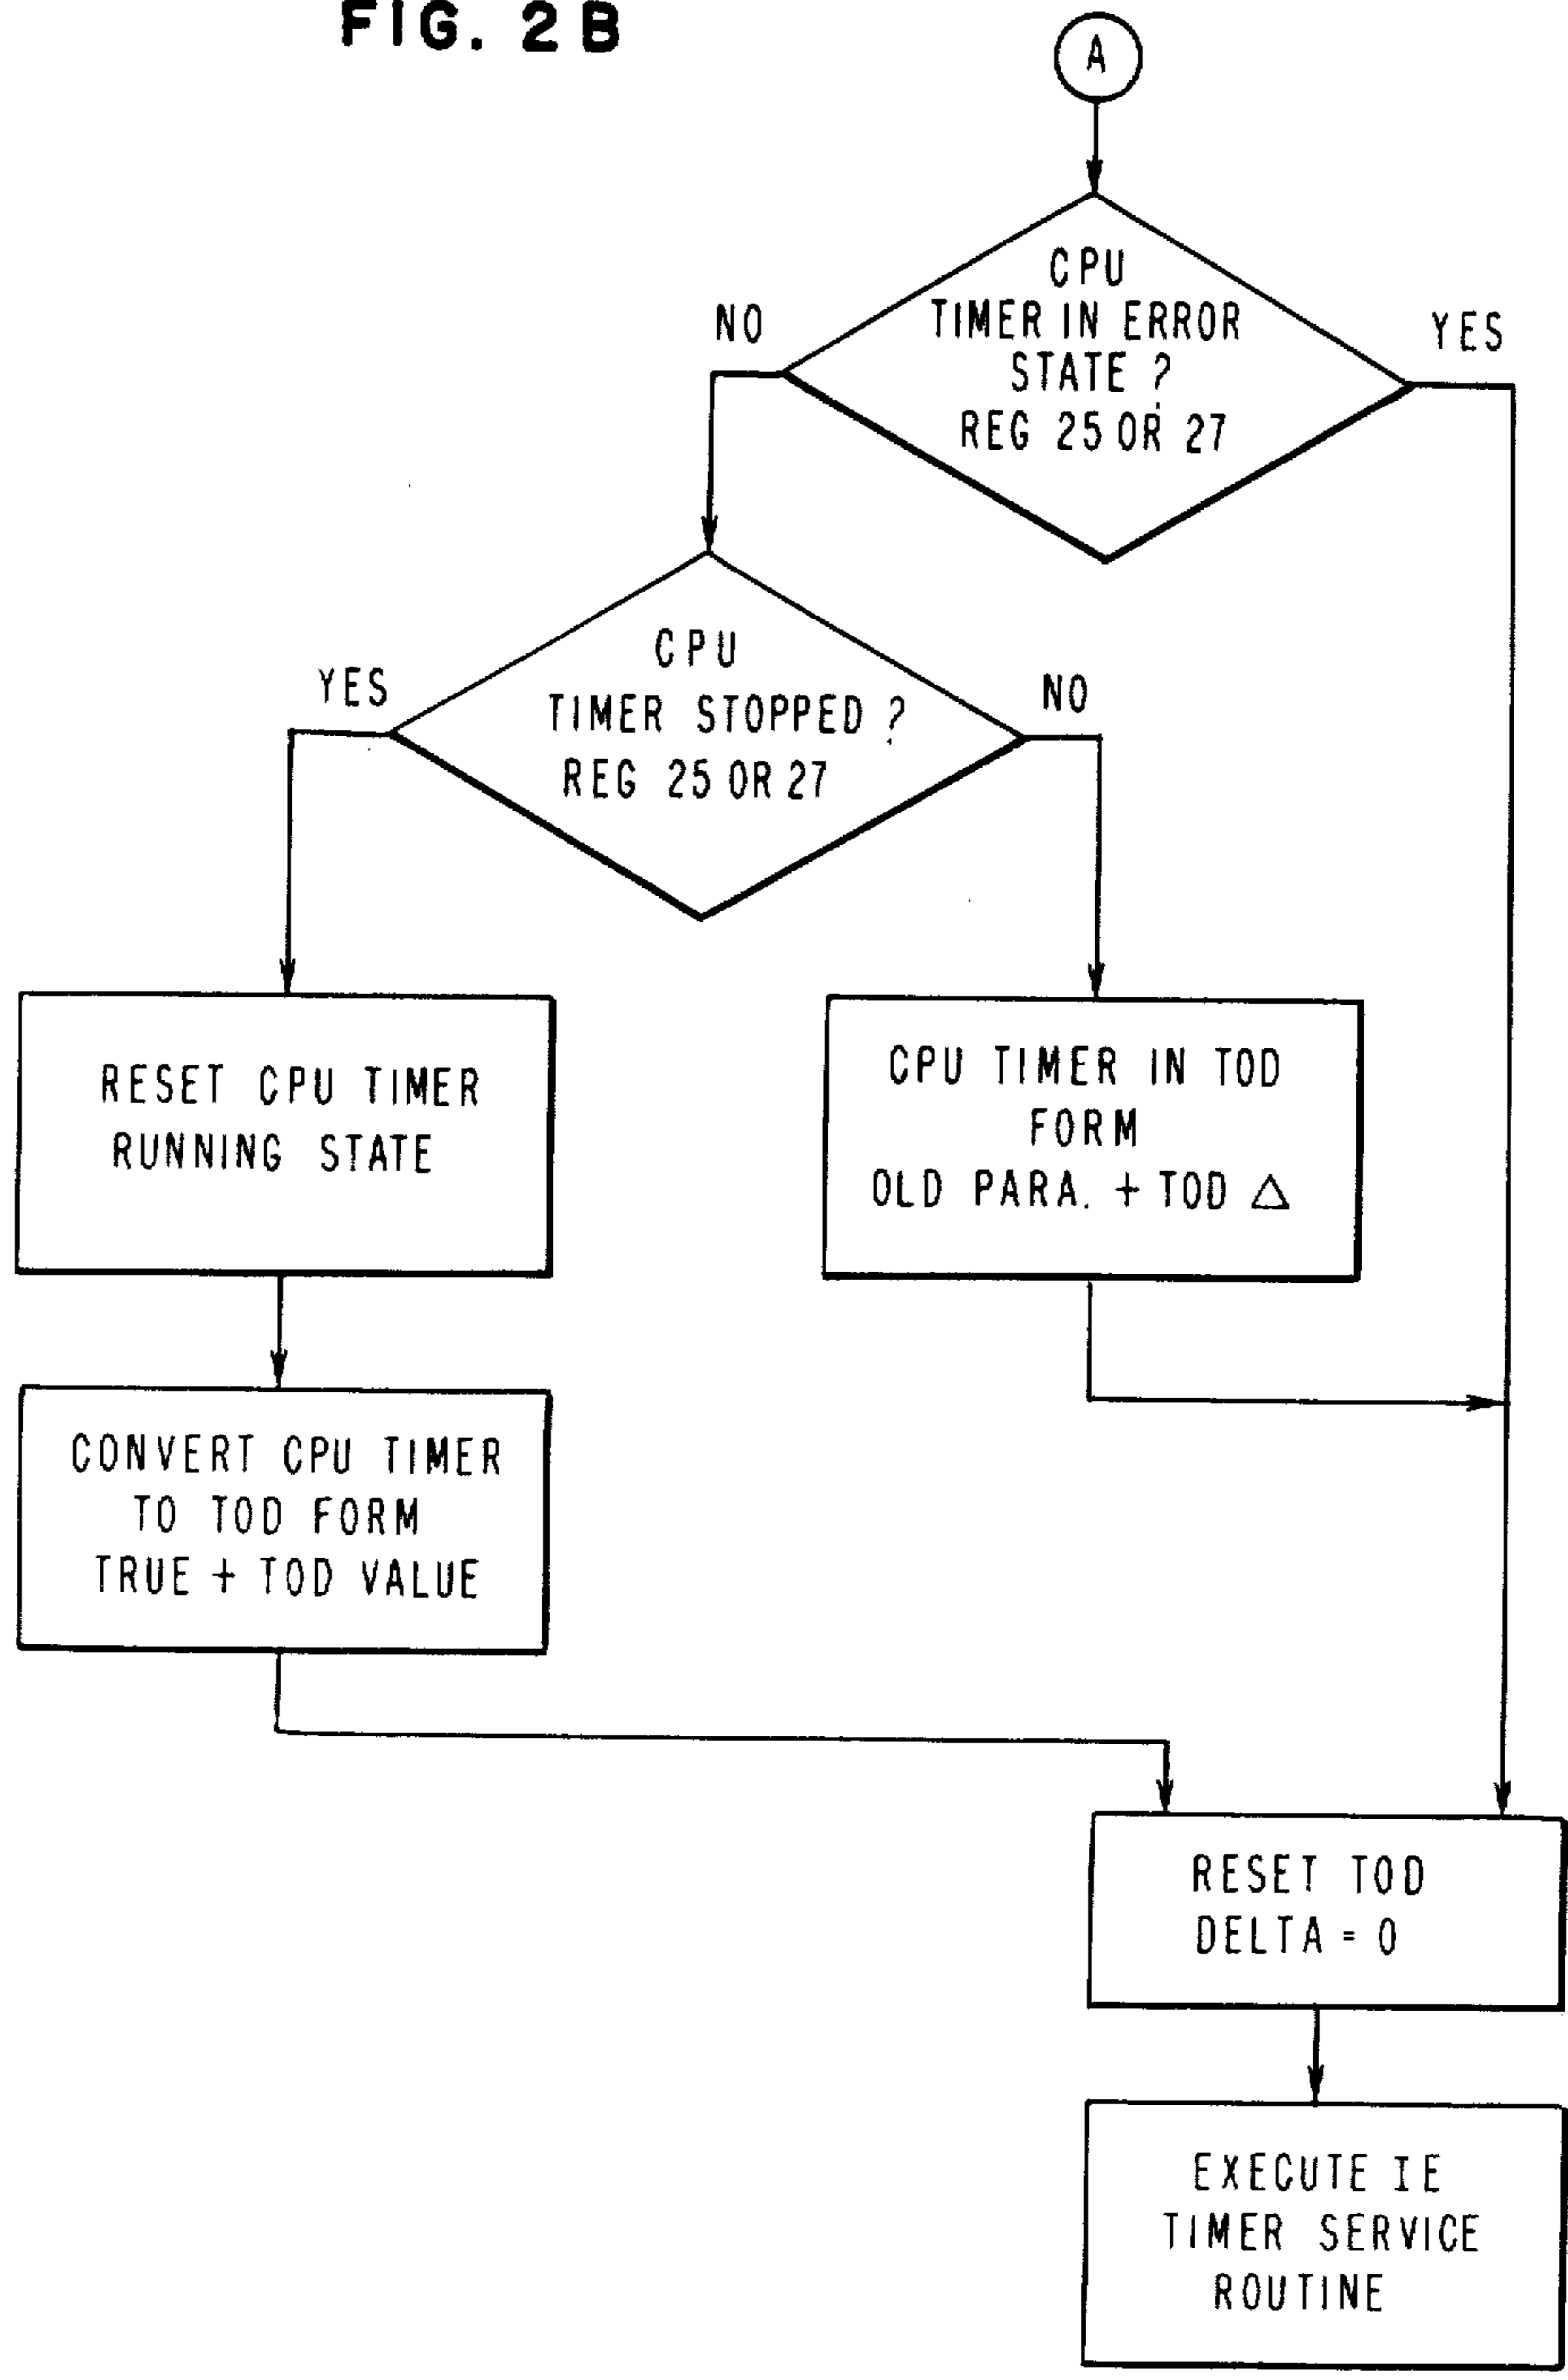 FIG. 2B
A
CPU
TIMER IN ERROR
STATE ?
REG 25 OR 27
NO
YES
CPU
TIMER STOPPED ?
REG 25 OR 27
YES
NO
RESET CPU TIMER
RUNNING STATE
CPU TIMER IN TOD
FORM
OLD PARA. + TOD △
CONVERT CPU TIMER
TO TOD FORM
TRUE + TOD VALUE
RESET TOD
DELTA = 0
EXECUTE IE
TIMER SERVICE
ROUTINE